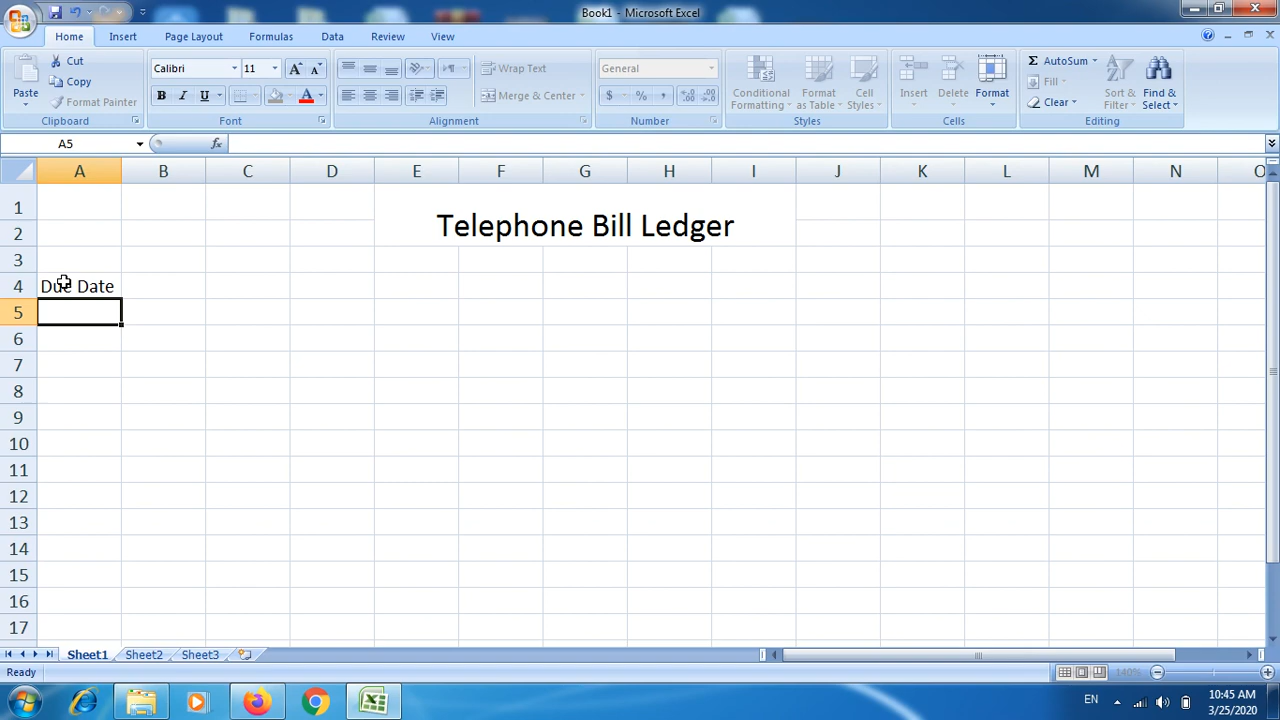 Book1 - Microsoft Excel
Home Insert Page Layout Formulas Data Review View
Paste
Cut
Copy
Format Painter
Clipboard
Calibri 11
B I U
Font
Wrap Text
Merge & Center
Alignment
General
$ % ,
Number
Conditional Formatting
Format as Table
Cell Styles
Styles
Insert Delete Format
Cells
AutoSum
Fill
Clear
Sort & Filter
Find & Select
Editing
A5
fx
A B C D E F G H I J K L M N O
1
Telephone Bill Ledger
2
3
4 Due Date
5
6
7
8
9
10
11
12
13
14
15
16
17
Sheet1 Sheet2 Sheet3
Ready
140%
EN
10:45 AM
3/25/2020